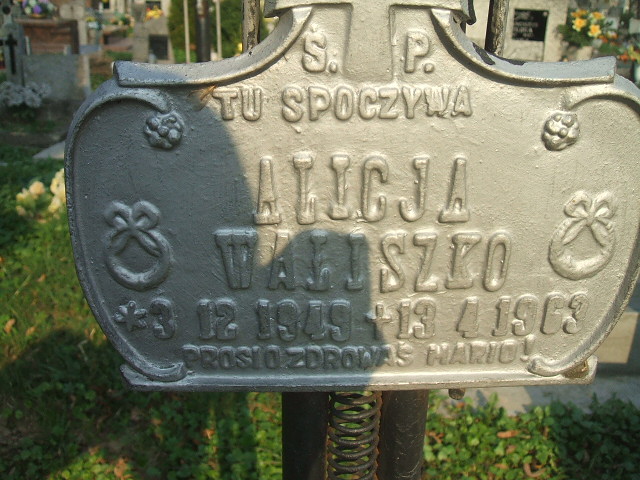 Ś. P.
TU SPOCZYWA
ALICJA
WALISZKO
*3 12 1949 +13 4 1963
PROSI O ZDROWAŚ MARIO!